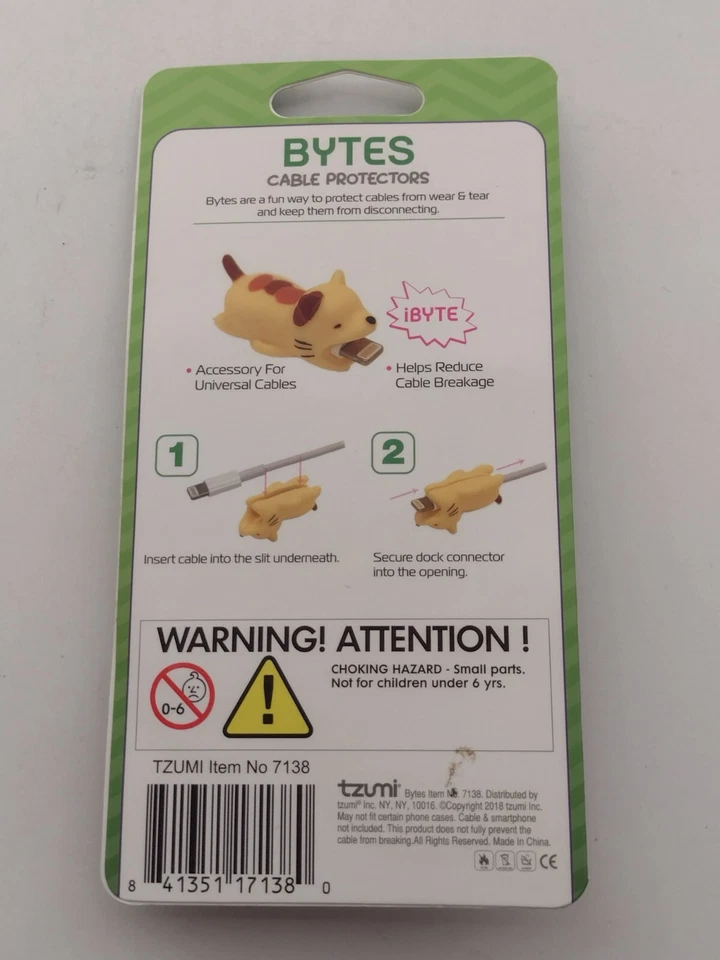 BYTES
CABLE PROTECTORS
Bytes are a fun way to protect cables from wear & tear
and keep them from disconnecting.
iBYTE
• Accessory For
Universal Cables
• Helps Reduce
Cable Breakage
1
2
Insert cable into the slit underneath.
Secure dock connector
into the opening.
WARNING! ATTENTION !
0-6
!
CHOKING HAZARD - Small parts.
Not for children under 6 yrs.
TZUMI Item No 7138
8 41351 17138 0
tzumi® Bytes Item No. 7138. Distributed by
tzumi® Inc. NY, NY, 10016. ©Copyright 2018 tzumi Inc.
May not fit certain phone cases. Cable & smartphone
not included. This product does not fully prevent the
cable from breaking.All Rights Reserved. Made In China.
CE